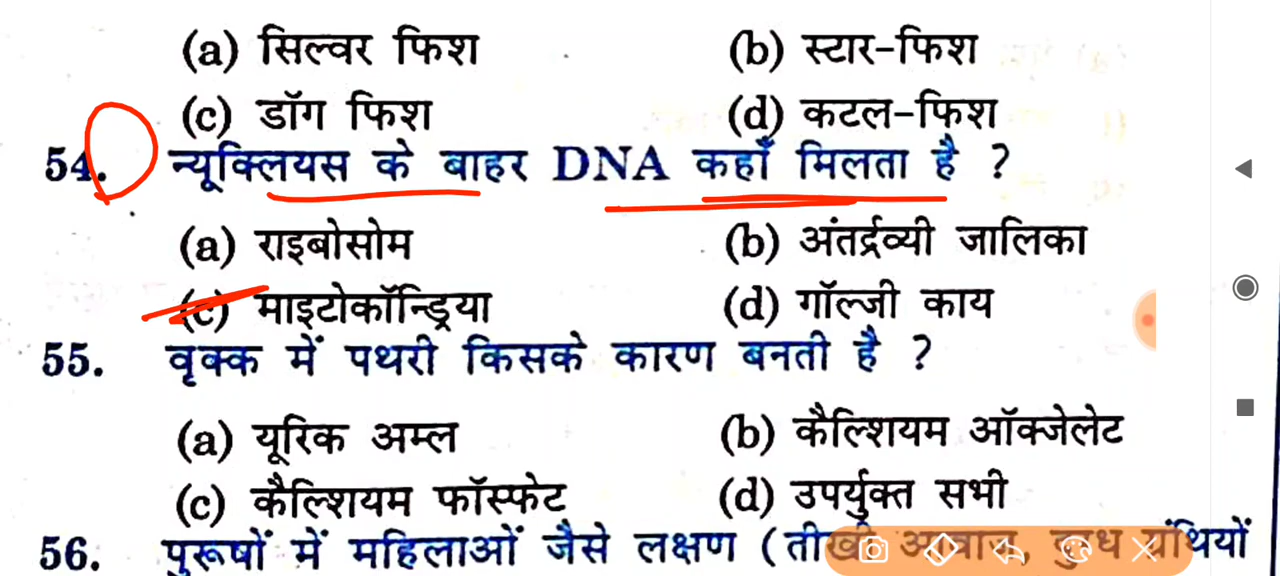 (a) सिल्वर फिश (b) स्टार-फिश
(c) डॉग फिश (d) कटल-फिश
54. न्यूक्लियस के बाहर DNA कहाँ मिलता है ?
(a) राइबोसोम (b) अंतर्द्रव्यी जालिका
(c) माइटोकॉन्ड्रिया (d) गॉल्जी काय
55. वृक्क में पथरी किसके कारण बनती है ?
(a) यूरिक अम्ल (b) कैल्शियम ऑक्जेलेट
(c) कैल्शियम फॉस्फेट (d) उपर्युक्त सभी
56. पुरूषों में महिलाओं जैसे लक्षण (तीखी आवाज, दुग्ध ग्रंथियों